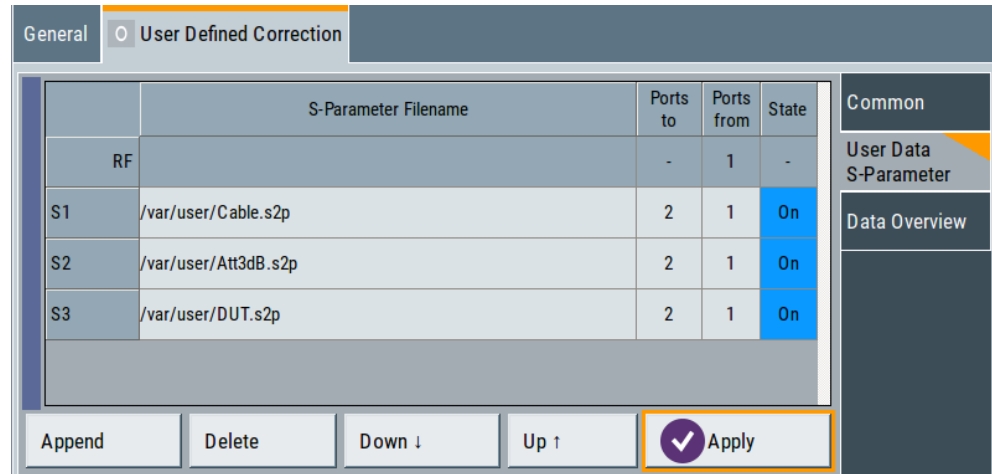 General
O User Defined Correction
S-Parameter Filename
Ports
to
Ports
from
State
Common
RF - 1 -
User Data
S-Parameter
S1 /var/user/Cable.s2p 2 1 On
Data Overview
S2 /var/user/Att3dB.s2p 2 1 On
S3 /var/user/DUT.s2p 2 1 On
Append
Delete
Down ↓
Up ↑
Apply